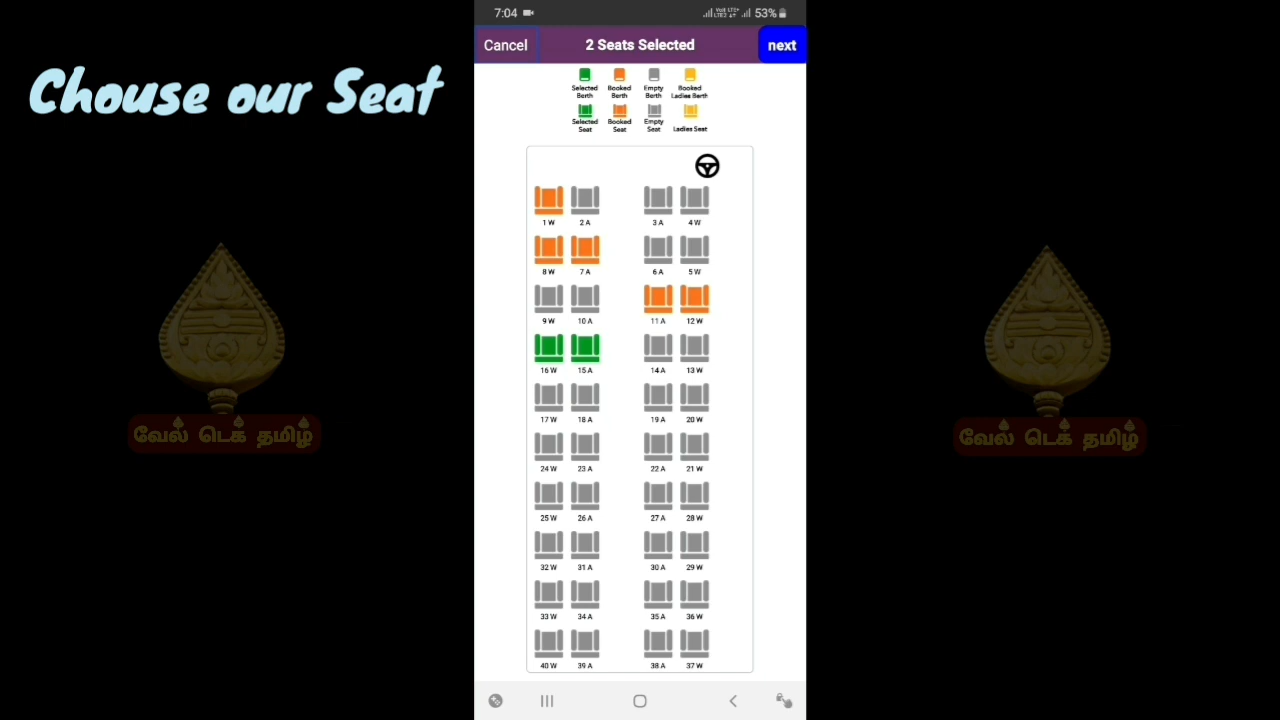 7:04
VoLTE LTE+
LTE2
53%
Chouse our Seat
Cancel
2 Seats Selected
next
Selected Berth
Booked Berth
Empty Berth
Booked Ladies Berth
Selected Seat
Booked Seat
Empty Seat
Ladies Seat
1 W 2 A 3 A 4 W
8 W 7 A 6 A 5 W
9 W 10 A 11 A 12 W
16 W 15 A 14 A 13 W
17 W 18 A 19 A 20 W
24 W 23 A 22 A 21 W
25 W 26 A 27 A 28 W
32 W 31 A 30 A 29 W
33 W 34 A 35 A 36 W
40 W 39 A 38 A 37 W
வேல் டெக் தமிழ்
வேல் டெக் தமிழ்